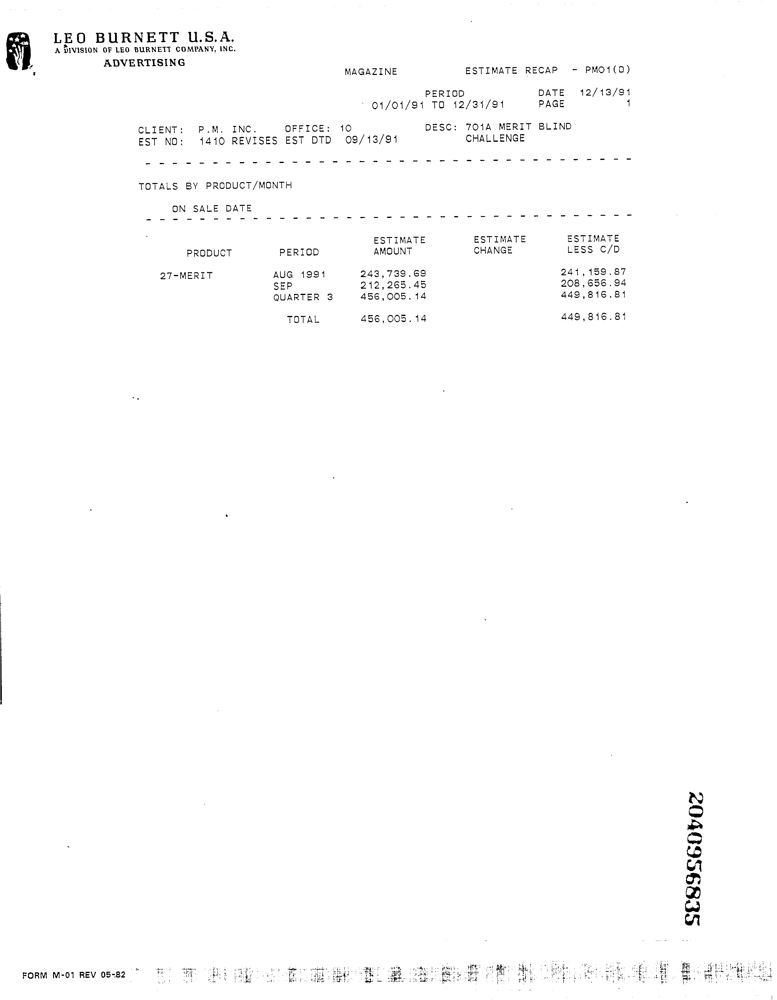 LEO BURNETT U.S.A.
A DIVISION OF LEO BURNETT COMPANY, INC.
ADVERTISING
MAGAZINE ESTIMATE RECAP - PM01(D)
PERIOD DATE 12/13/91
01/01/91 TO 12/31/91 PAGE 1
CLIENT: P.M. INC. OFFICE: 10 DESC: 701A MERIT BLIND
EST NO: 1410 REVISES EST DTD 09/13/91 CHALLENGE
TOTALS BY PRODUCT/MONTH
ON SALE DATE
ESTIMATE ESTIMATE ESTIMATE
PRODUCT PERIOD AMOUNT CHANGE LESS C/D
27-MERIT AUG 1991 243,739.69 241,159.87
SEP 212,265.45 208,656.94
QUARTER 3 456,005.14 449,816.81
TOTAL 456,005.14 449,816.81
2040956835
FORM M-01 REV 05-82